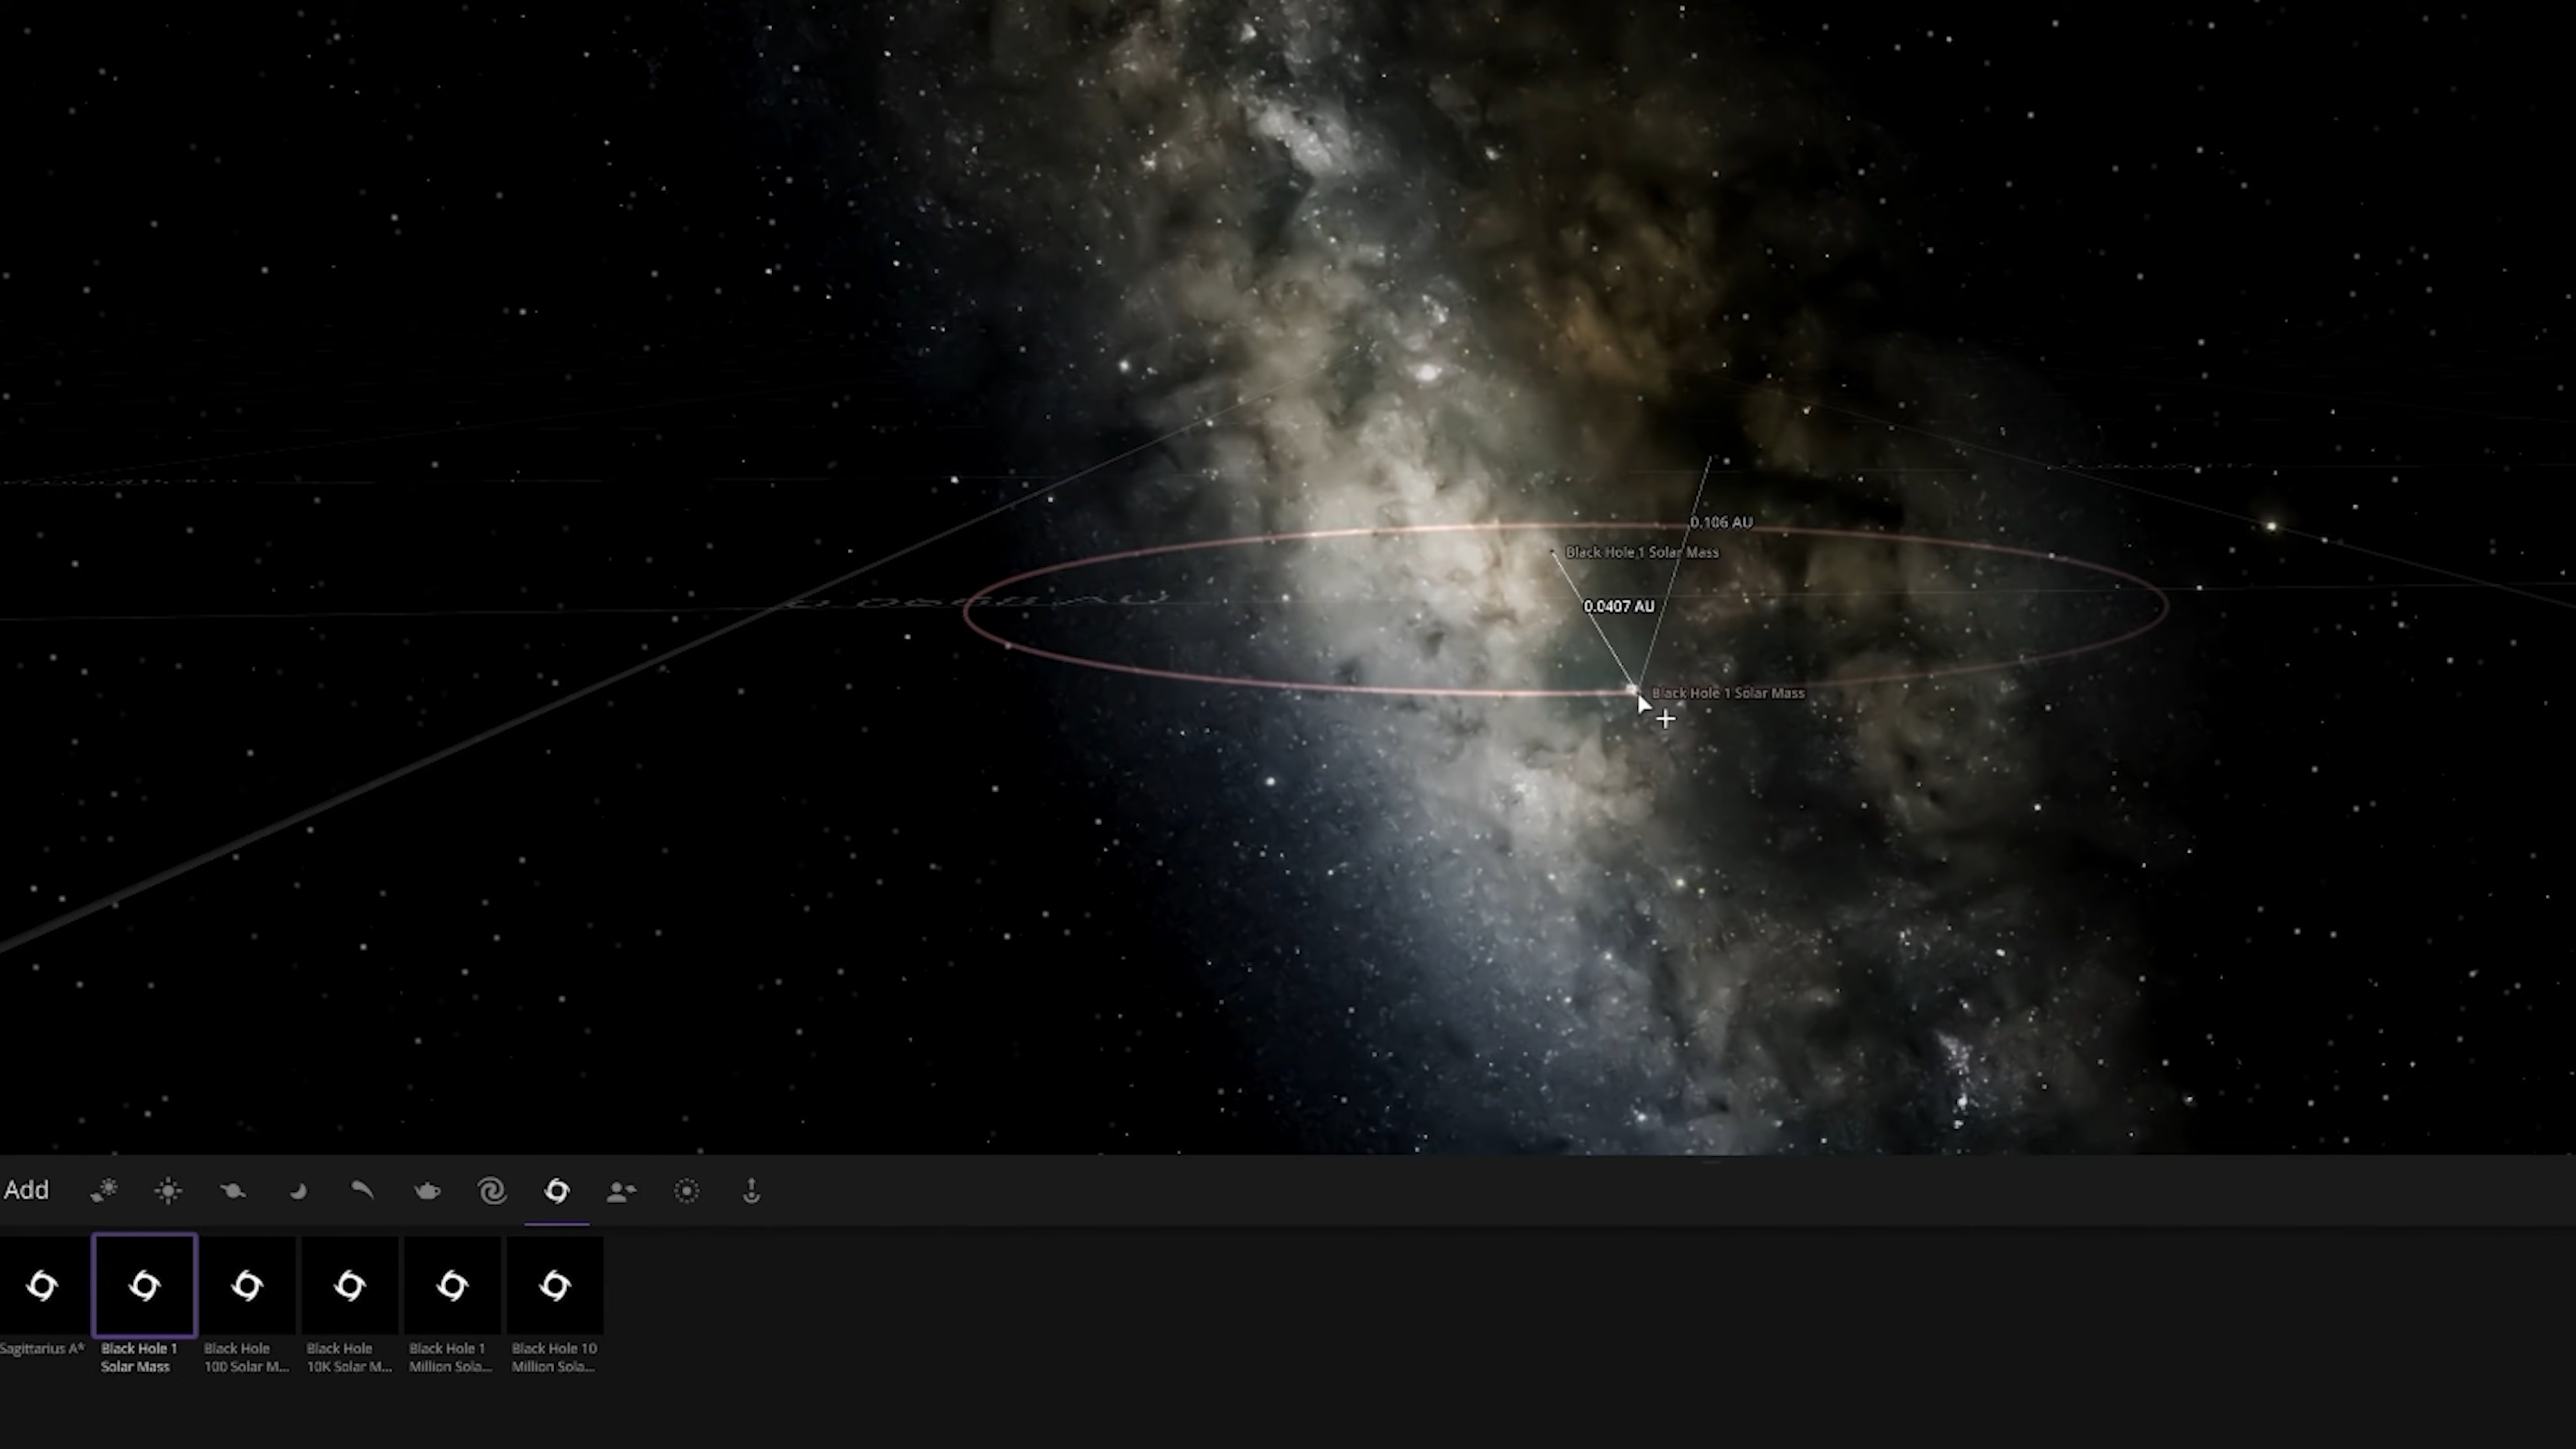 0.106 AU
Black Hole 1 Solar Mass
0.0407 AU
Black Hole 1 Solar Mass
Add
Sagittarius A*
Black Hole 1
Solar Mass
Black Hole
100 Solar M...
Black Hole
10K Solar M...
Black Hole 1
Million Sola...
Black Hole 10
Million Sola...